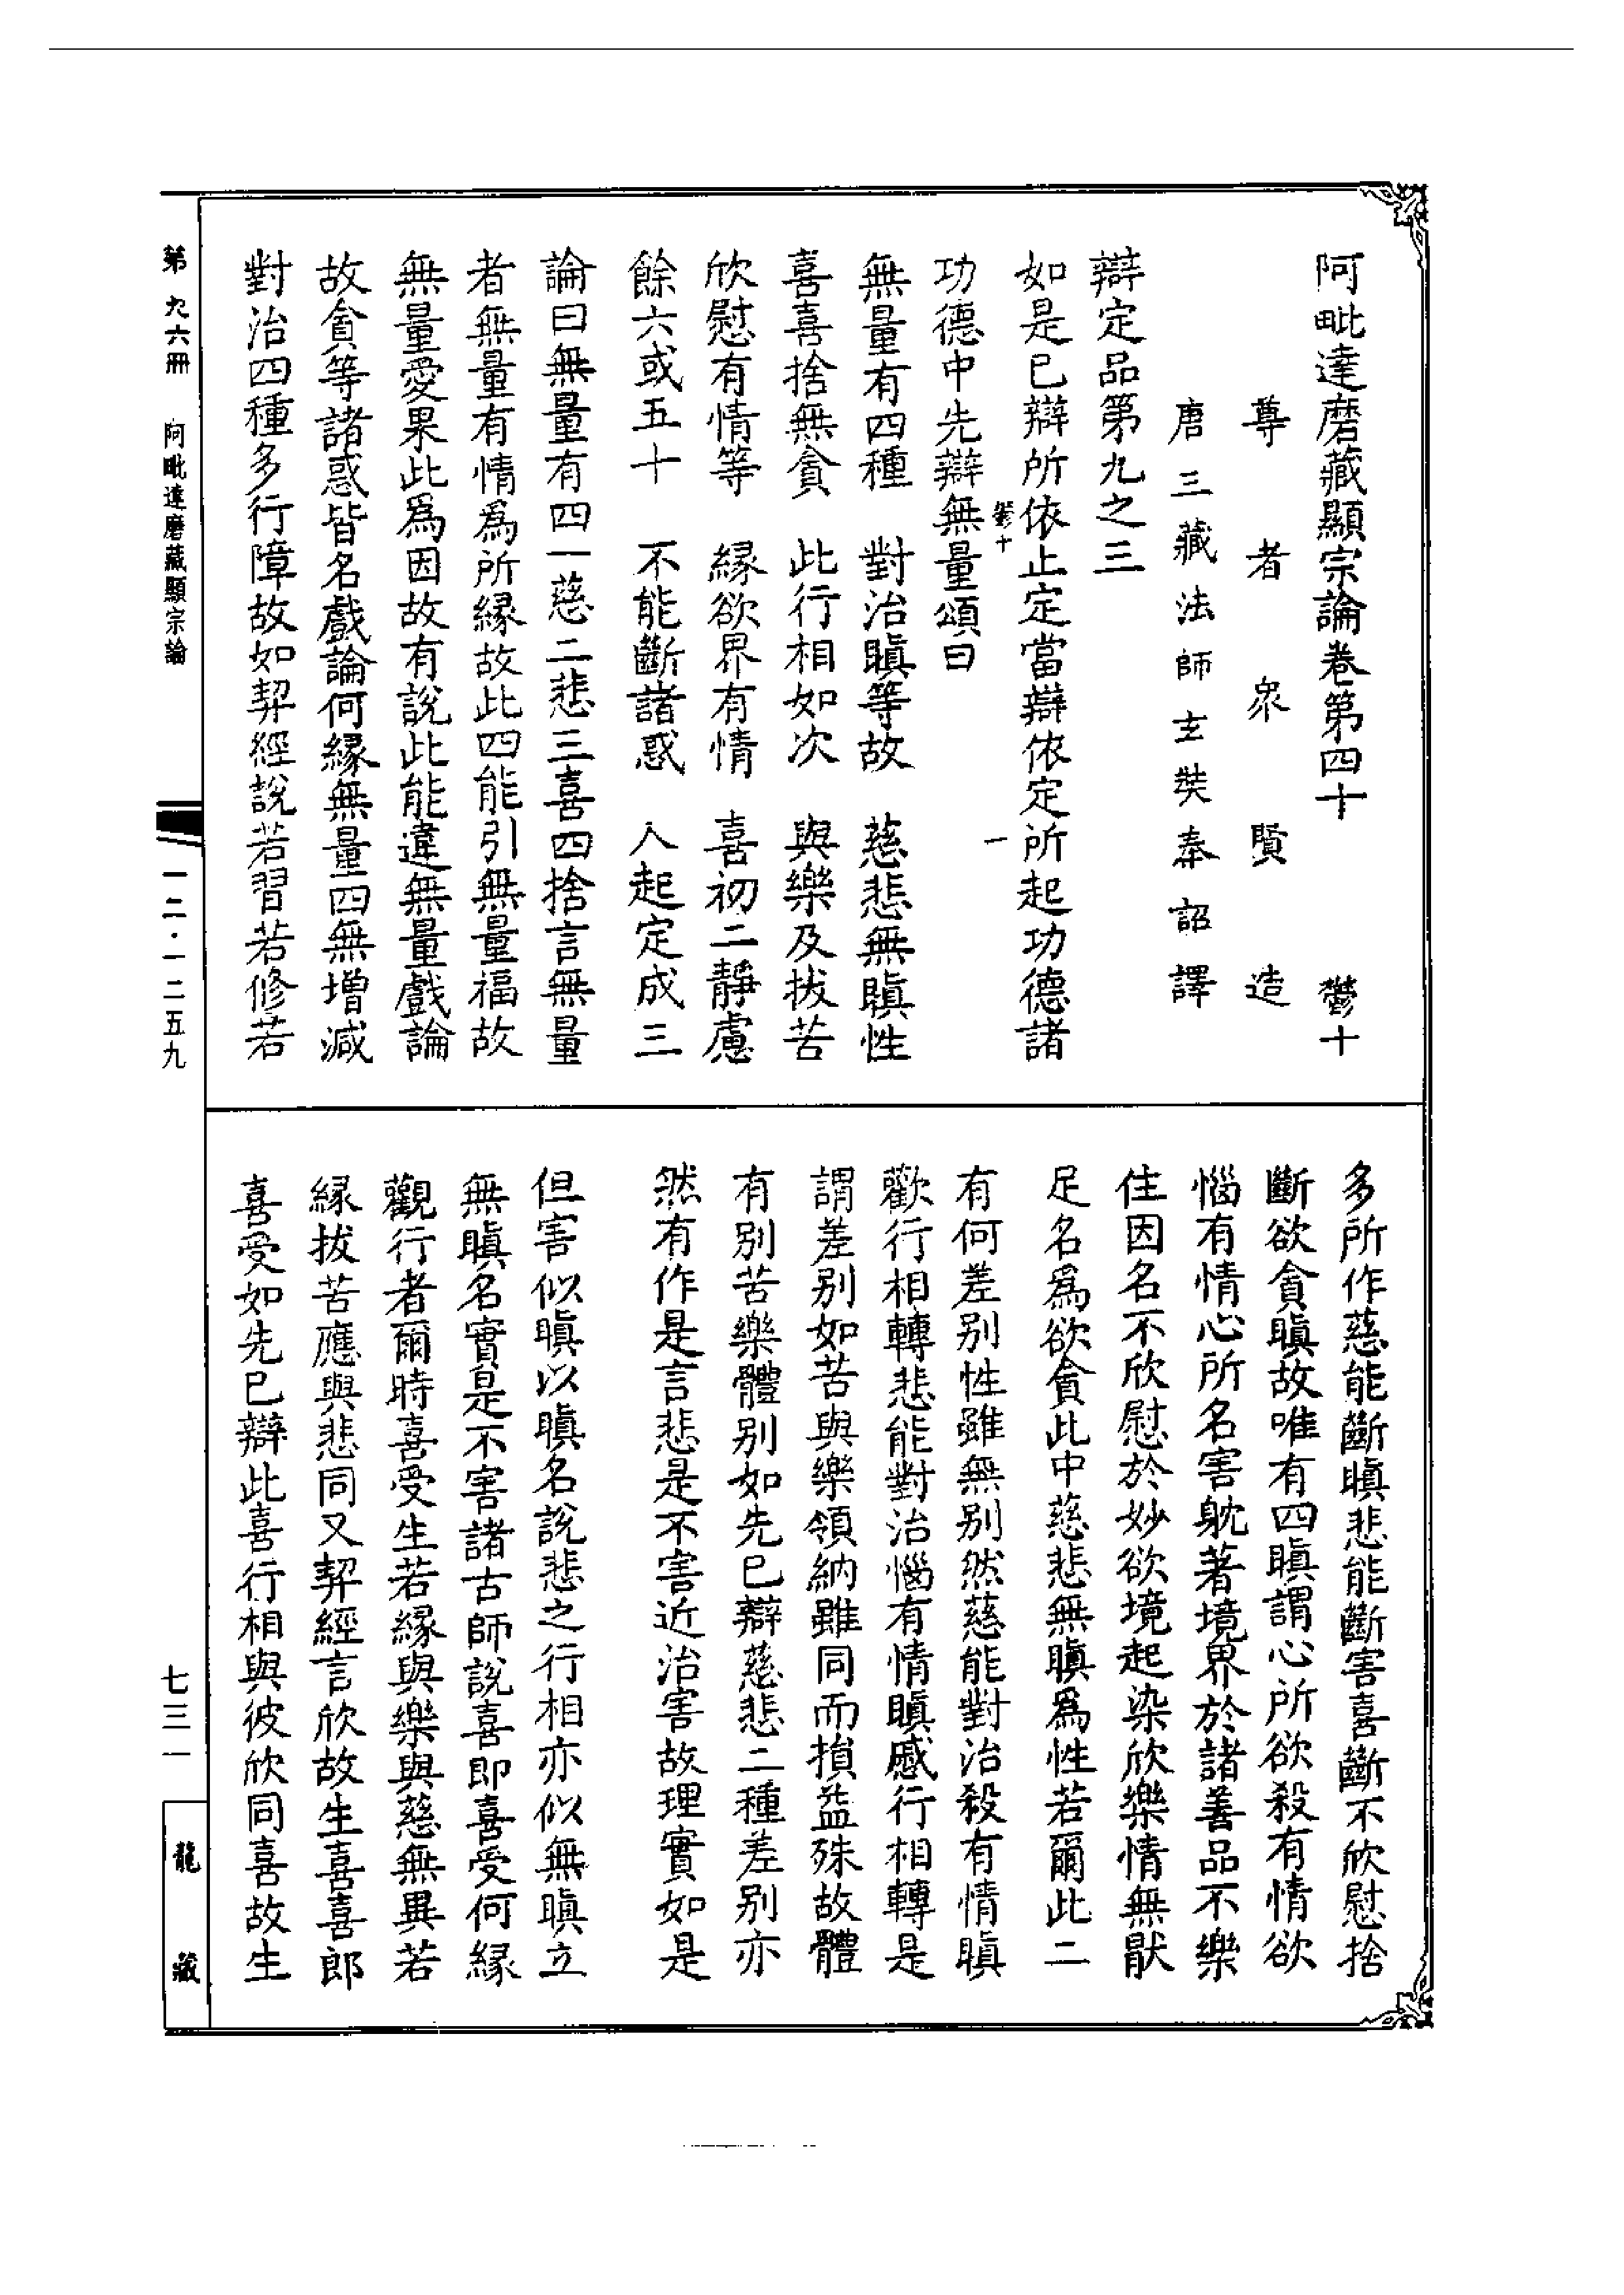 阿毗達磨藏顯宗論卷第四十　鬱十
尊者衆賢造
唐三藏法師玄奘奉詔譯
辯定品第九之三
如是已辯所依止定當辯依定所起功德諸
鬱十　一
功德中先辯無量頌曰
無量有四種　對治瞋等故　慈悲無瞋性
喜喜捨無貪　此行相如次　與樂及拔苦
欣慰有情等　緣欲界有情　喜初二靜慮
餘六或五十　不能斷諸惑　人起定成三
論曰無量有四一慈二悲三喜四捨言無量
者無量有情爲所緣故此四能引無量福故
無量愛果此爲因故有說此能違無量戲論
故貪等諸惑皆名戲論何緣無量四無增減
對治四種多行障故如契經說若習若修若
多所作慈能斷瞋悲能斷害喜斷不欣慰捨
斷欲貪瞋故唯有四瞋謂心所欲殺有情欲
惱有情心所名害躭著境界於諸善品不樂
住因名不欣慰於妙欲境起染欣樂情無猒
足名爲欲貪此中慈悲無瞋爲性若爾此二
有何差別性雖無別然慈能對治殺有情瞋
歡行相轉悲能對治惱有情瞋慼行相轉是
謂差別如苦與樂領納雖同而損益殊故體
有別苦樂體別如先已辯慈悲二種差別亦
然有作是言悲是不害近治害故理實如是
但害似瞋以瞋名說悲之行相亦似無瞋立
無瞋名實是不害諸古師說喜即喜受何緣
觀行者爾時喜受生若緣與樂與慈無異若
緣拔苦應與悲同又契經言欣故生喜喜郎
喜受如先已辯此喜行相與彼欣同喜故生
第九六冊　阿毗達磨藏顯宗論
一二·一二五九
七三一
龍藏